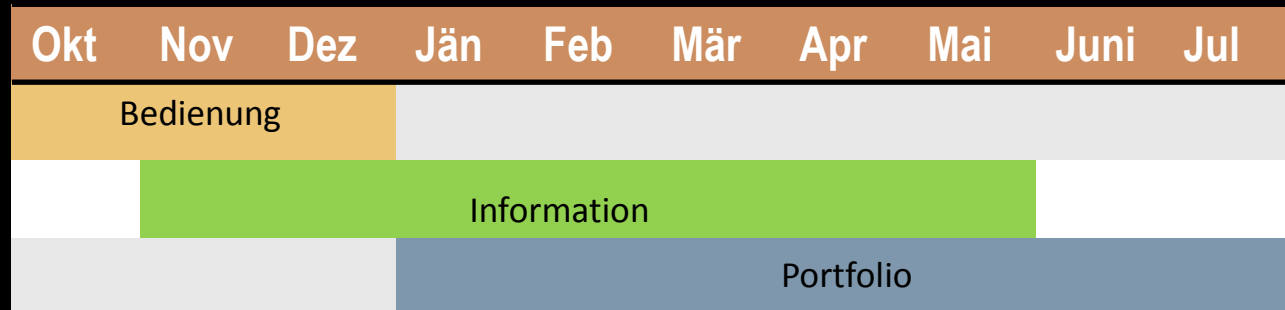 Okt Nov Dez Jän Feb Mär Apr Mai Juni Jul
Bedienung
Information
Portfolio